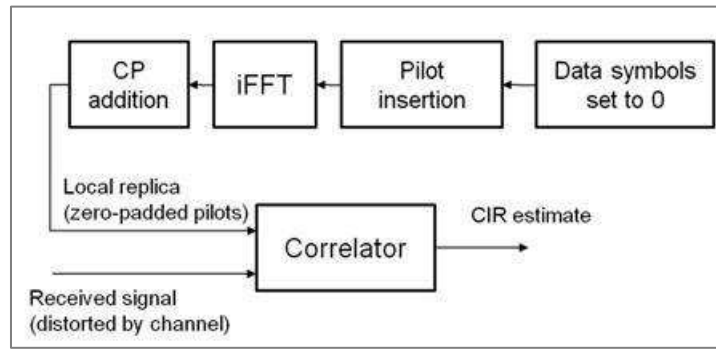 CP
addition
iFFT
Pilot
insertion
Data symbols
set to 0
Local replica
(zero-padded pilots)
Correlator
CIR estimate
Received signal
(distorted by channel)